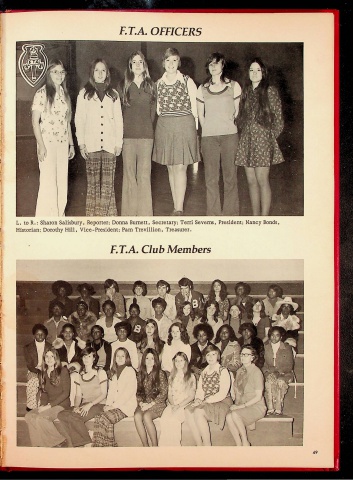 F.T.A. OFFICERS
L. to R.: Sharon Salisbury, Reporter; Donna Burnett, Secretary; Terri Severns, President; Nancy Bonds,
Historian; Dorothy Hill, Vice-President; Pam Trevillion, Treasurer.
F.T.A. Club Members
69